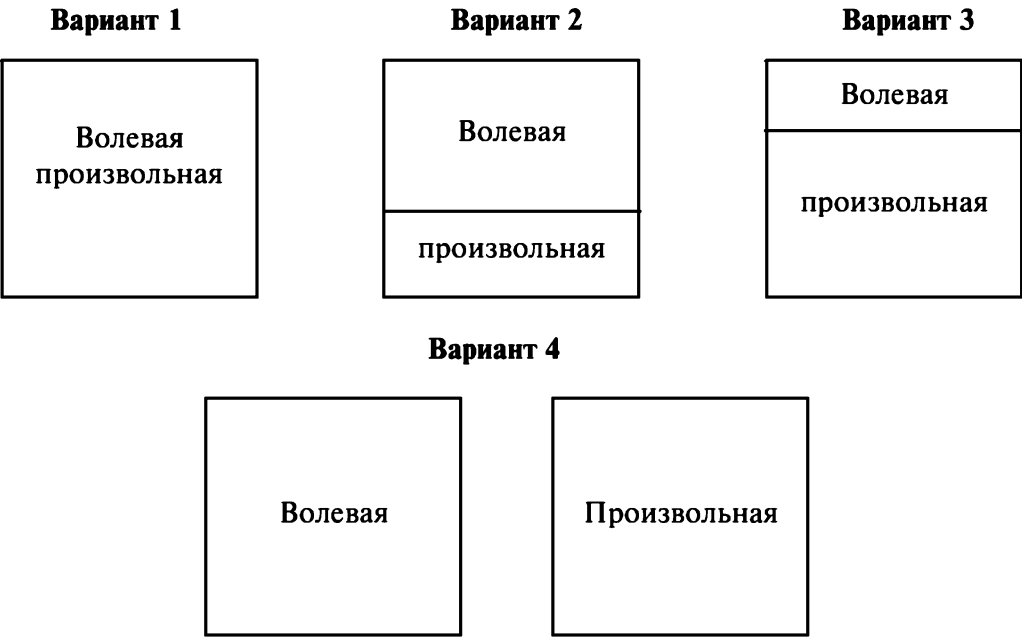 Вариант 1
Вариант 2
Вариант 3
Волевая
произвольная
Волевая
произвольная
Волевая
произвольная
Вариант 4
Волевая
Произвольная